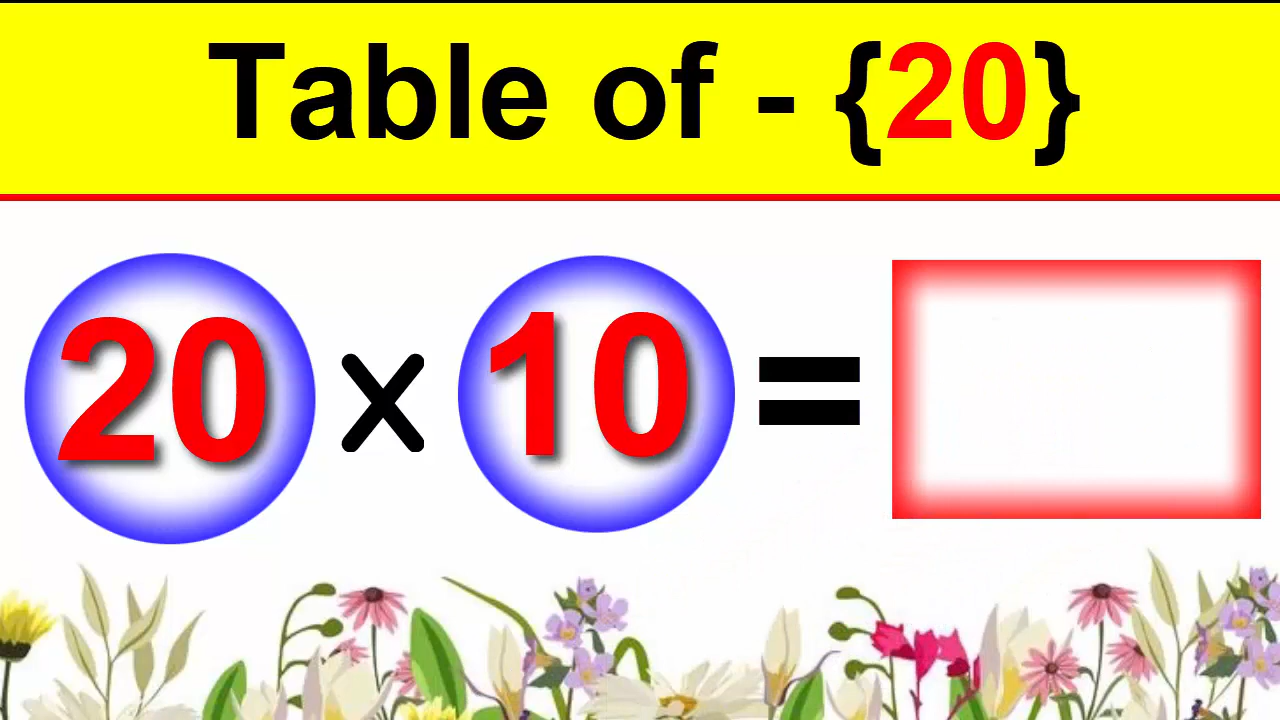 Table of - {20}
20 x 10 =